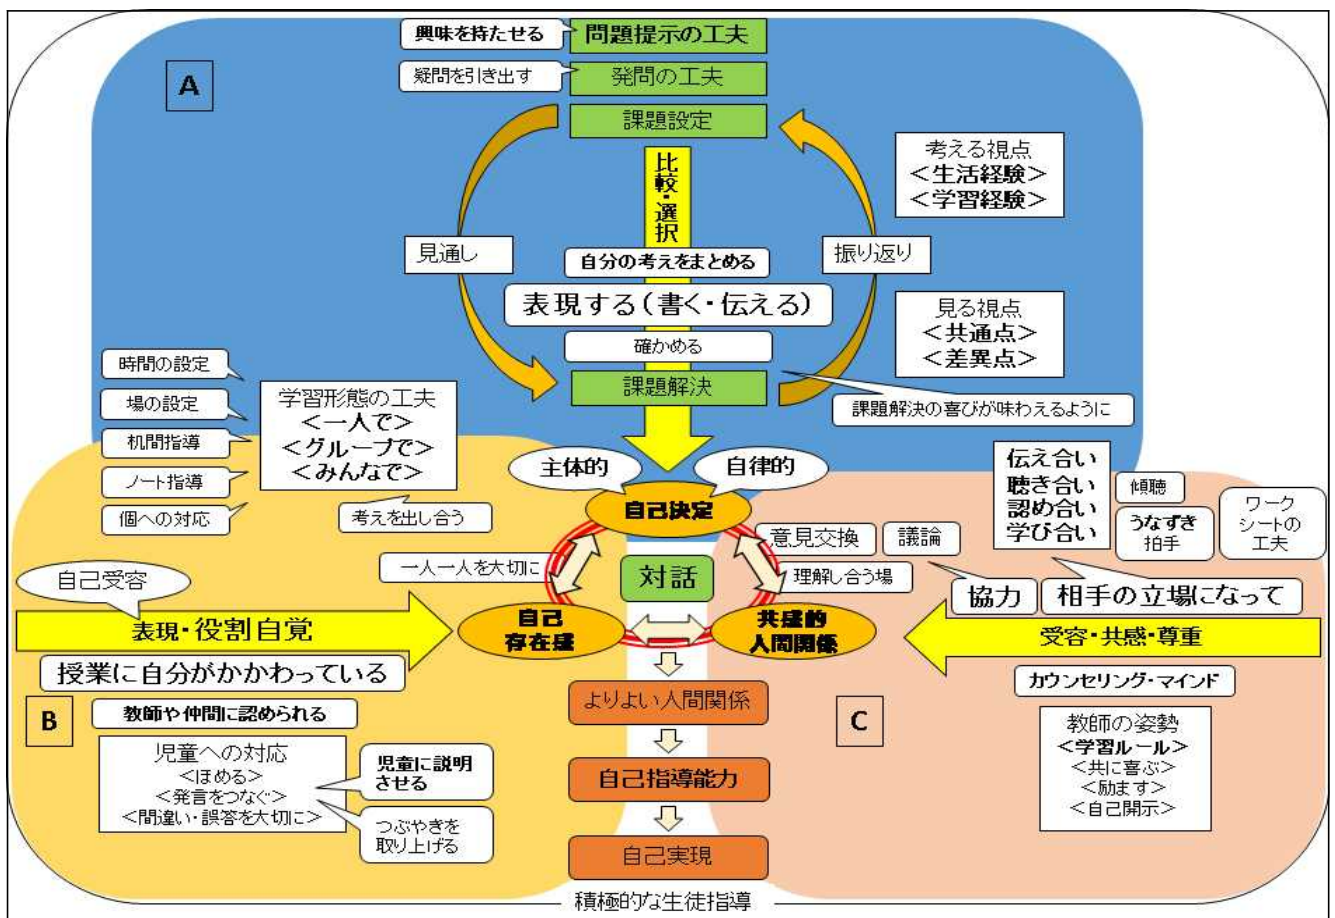 興味を持たせる
問題提示の工夫
A
疑問を引き出す
発問の工夫
課題設定
考える視点
<生活経験>
<学習経験>
比較・選択
見通し
振り返り
自分の考えをまとめる
表現する(書く・伝える)
見る視点
<共通点>
<差異点>
確かめる
課題解決
課題解決の喜びが味わえるように
時間の設定
場の設定
机間指導
ノート指導
個への対応
学習形態の工夫
<一人で>
<グループで>
<みんなで>
考えを出し合う
主体的
自律的
自己決定
伝え合い
聴き合い
認め合い
学び合い
傾聴
うなずき
拍手
ワーク
シートの
工夫
意見交換
議論
理解し合う場
一人一人を大切に
対話
協力
相手の立場になって
自己受容
表現・役割自覚
自己
存在感
共感的
人間関係
受容・共感・尊重
授業に自分がかかわっている
カウンセリング・マインド
B
教師や仲間に認められる
児童への対応
<ほめる>
<発言をつなぐ>
<間違い・誤答を大切に>
児童に説明
させる
つぶやきを
取り上げる
よりよい人間関係
自己指導能力
自己実現
C
教師の姿勢
<学習ルール>
<共に喜ぶ>
<励ます>
<自己開示>
積極的な生徒指導